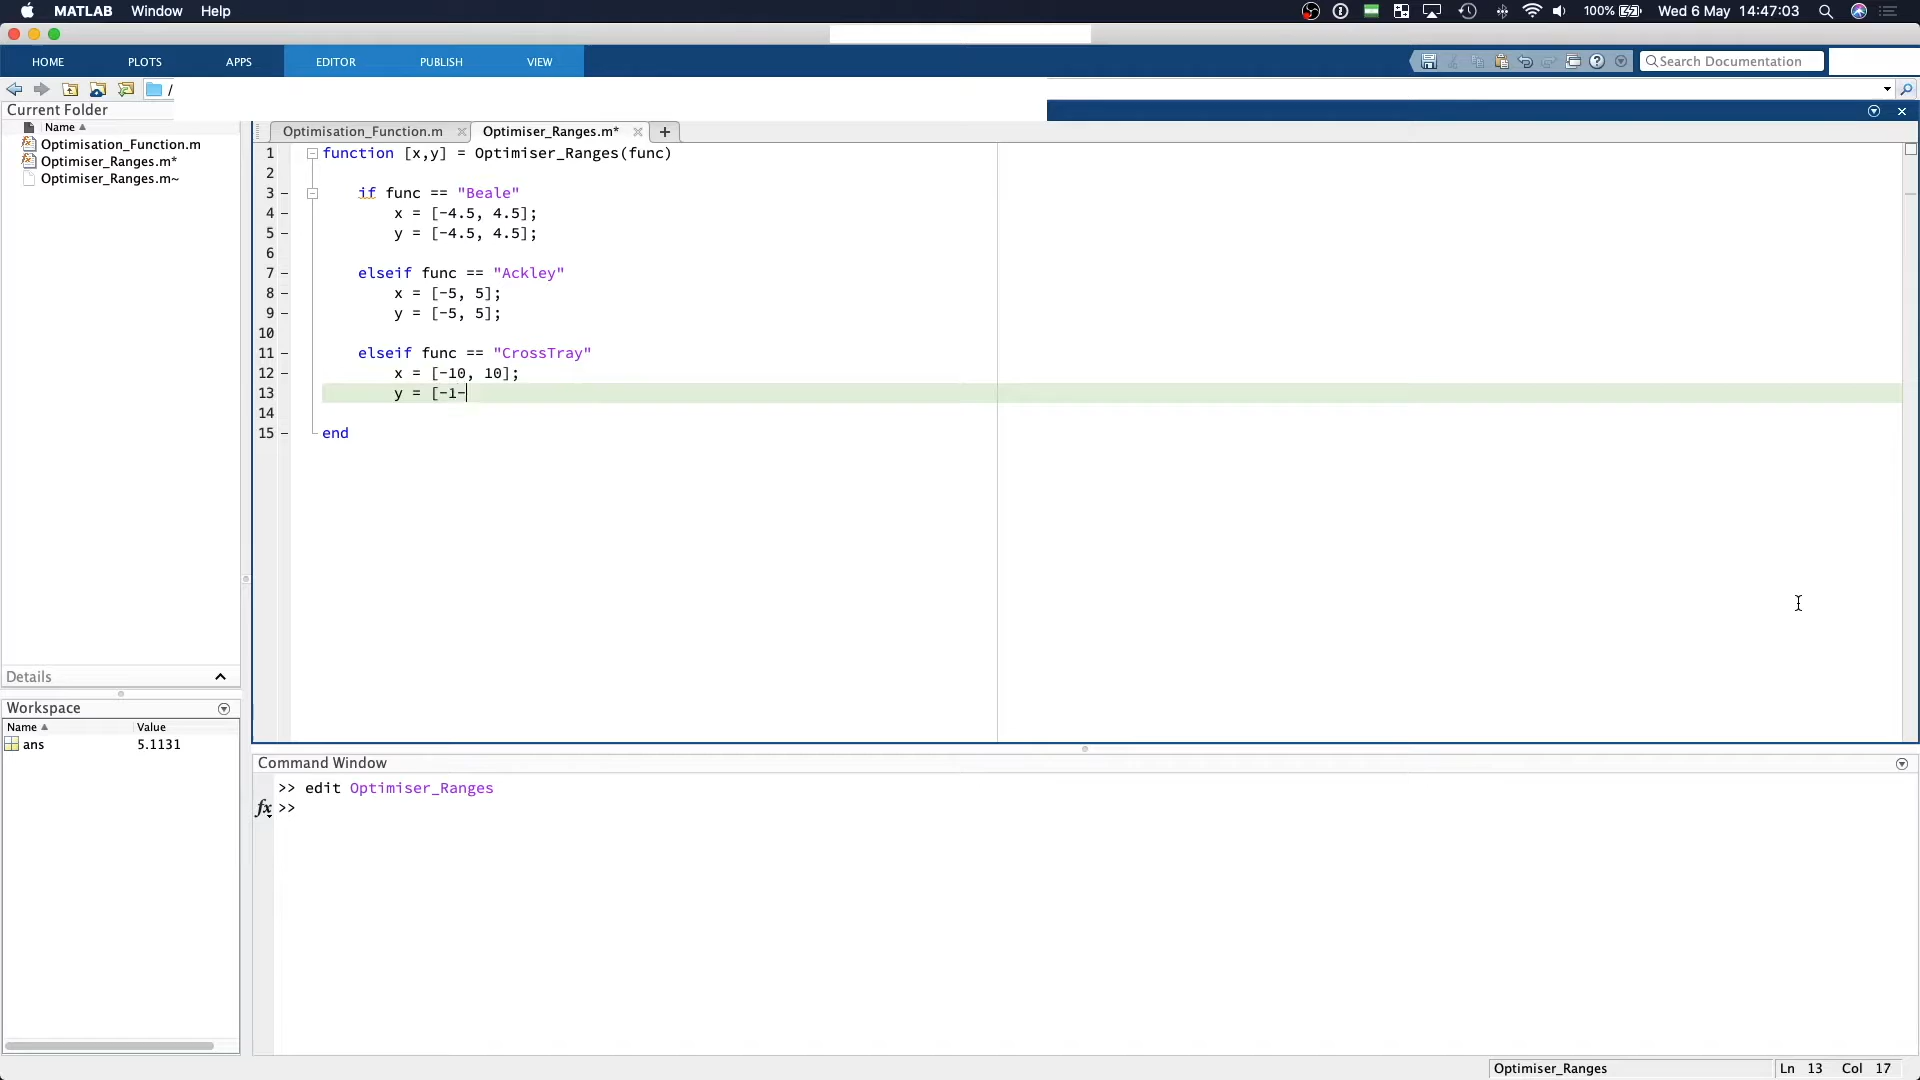 MATLAB Window Help 100% Wed 6 May 14:47:03
HOME PLOTS APPS EDITOR PUBLISH VIEW Search Documentation
/
Current Folder
Name
Optimisation_Function.m
Optimiser_Ranges.m*
Optimiser_Ranges.m~
Details
Workspace
Name Value
ans 5.1131
Optimisation_Function.m Optimiser_Ranges.m* +
1 function [x,y] = Optimiser_Ranges(func)
2
3 – if func == "Beale"
4 – x = [-4.5, 4.5];
5 – y = [-4.5, 4.5];
6
7 – elseif func == "Ackley"
8 – x = [-5, 5];
9 – y = [-5, 5];
10
11 – elseif func == "CrossTray"
12 – x = [-10, 10];
13 y = [-1-
14
15 – end
Command Window
>> edit Optimiser_Ranges
fx >>
Optimiser_Ranges Ln 13 Col 17